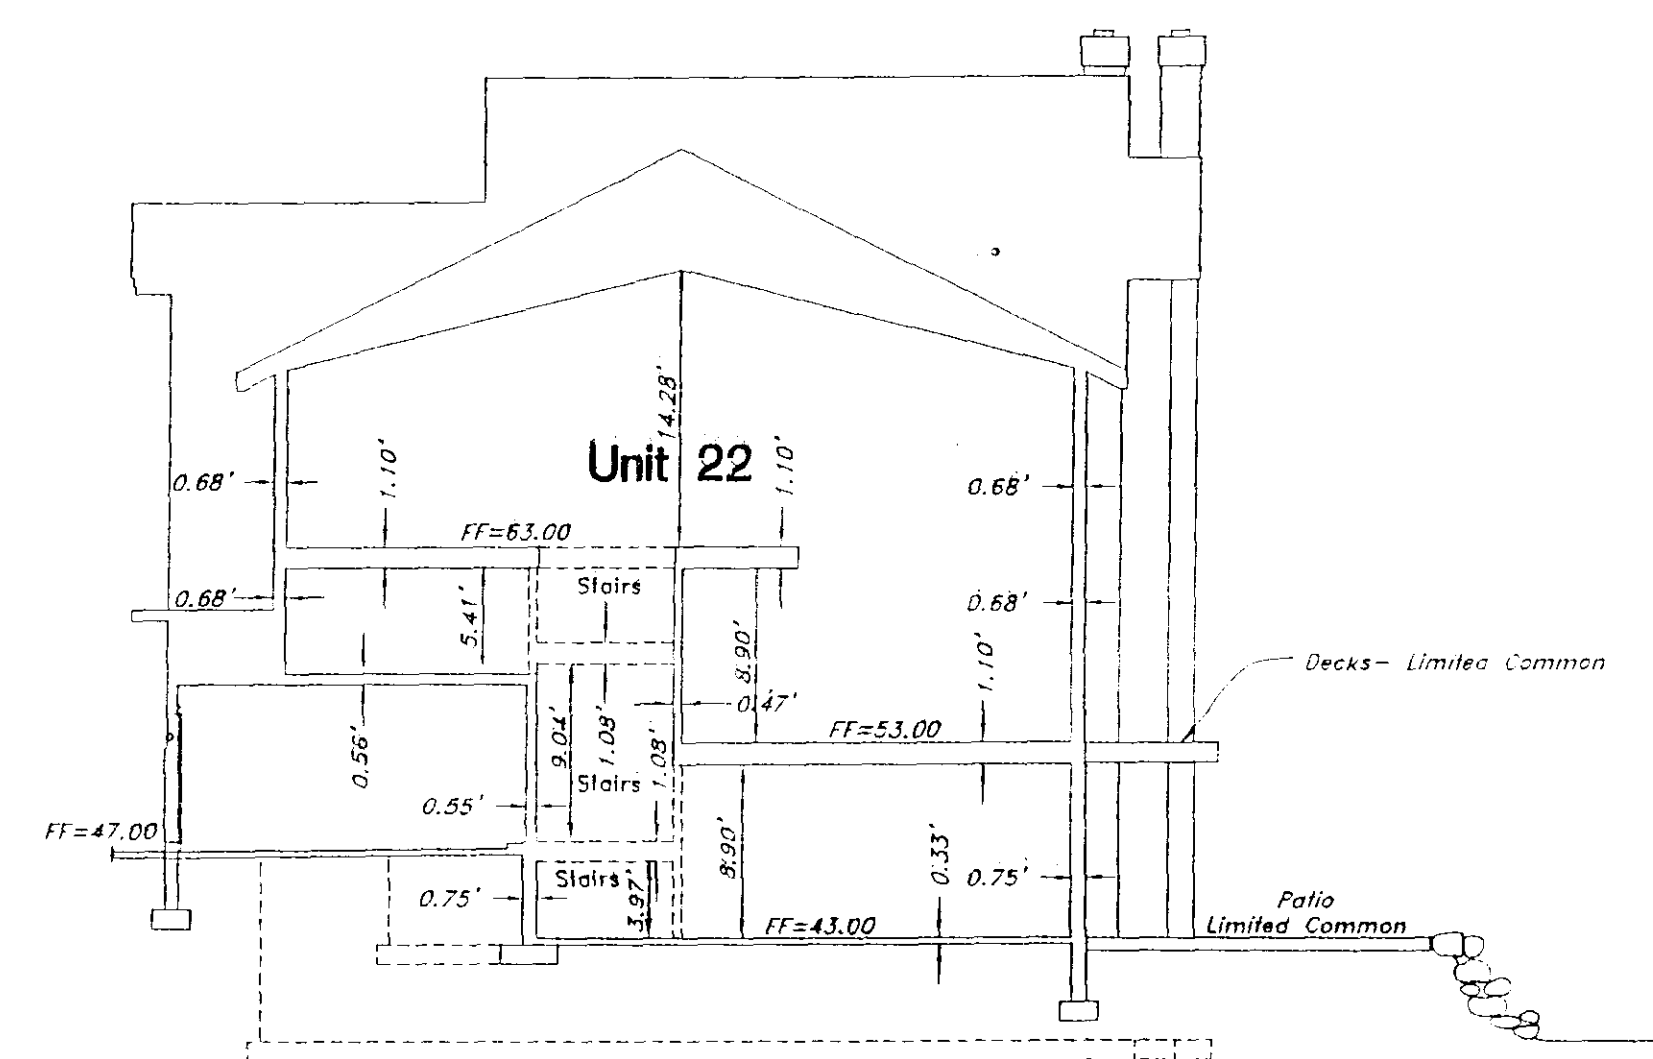 14.28'
Unit 22
1.10'
1.10'
0.68'
0.68'
FF=63.00
Stairs
0.68'
5.41'
0.68'
8.90'
1.10'
Decks- Limited Common
0.47'
FF=53.00
0.56'
9.04'
1.08'
1.08'
Stairs
0.55'
FF=47.00
8.90'
0.33'
Stairs
0.75'
3.97'
0.75'
FF=43.00
Patio
Limited Common